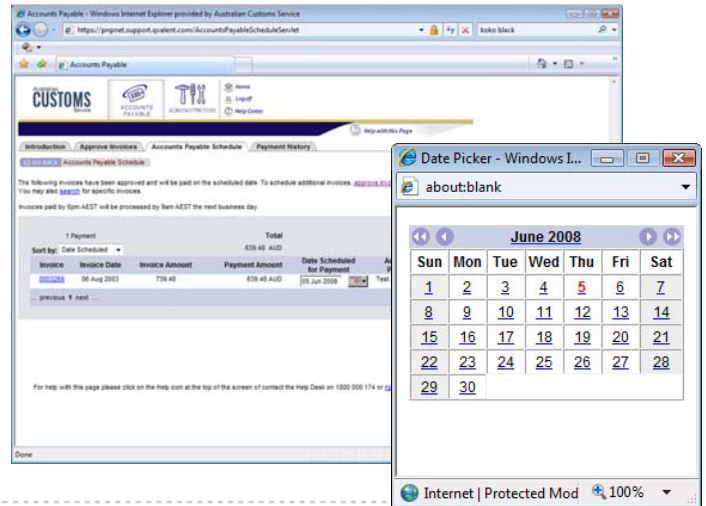 Accounts Payable - Windows Internet Explorer provided by Australian Customs Service
https://pnpnet.support.qvalent.com/AccountsPayableScheduleServlet
koko black
Accounts Payable
Australian
CUSTOMS
Service
ACCOUNTS
PAYABLE
ADMINISTRATION
Home
Logoff
Help Center
Help with this Page
Introduction
Approve Invoices
Accounts Payable Schedule
Payment History
GO BACK Accounts Payable Schedule
The following invoices have been approved and will be paid on the scheduled date. To schedule additional invoices,
You may also search for specific invoices.
Invoices paid by 6pm AEST will be processed by 9am AEST the next business day.
1 Payment
Total
Sort by: Date Scheduled
639.48 AUD
Invoice
Invoice Date
Invoice Amount
Payment Amount
Date Scheduled
for Payment
06 Aug 2003
739.48
639.48 AUD
05 Jun 2008
Test
... previous 1 next ...
For help with this page please click on the Help icon at the top of the screen of contact the Help Desk on 1800 008 174 or
Done
Date Picker - Windows I...
about:blank
June 2008
Sun Mon Tue Wed Thu Fri Sat
1 2 3 4 5 6 7
8 9 10 11 12 13 14
15 16 17 18 19 20 21
22 23 24 25 26 27 28
29 30
Internet | Protected Mod 100%